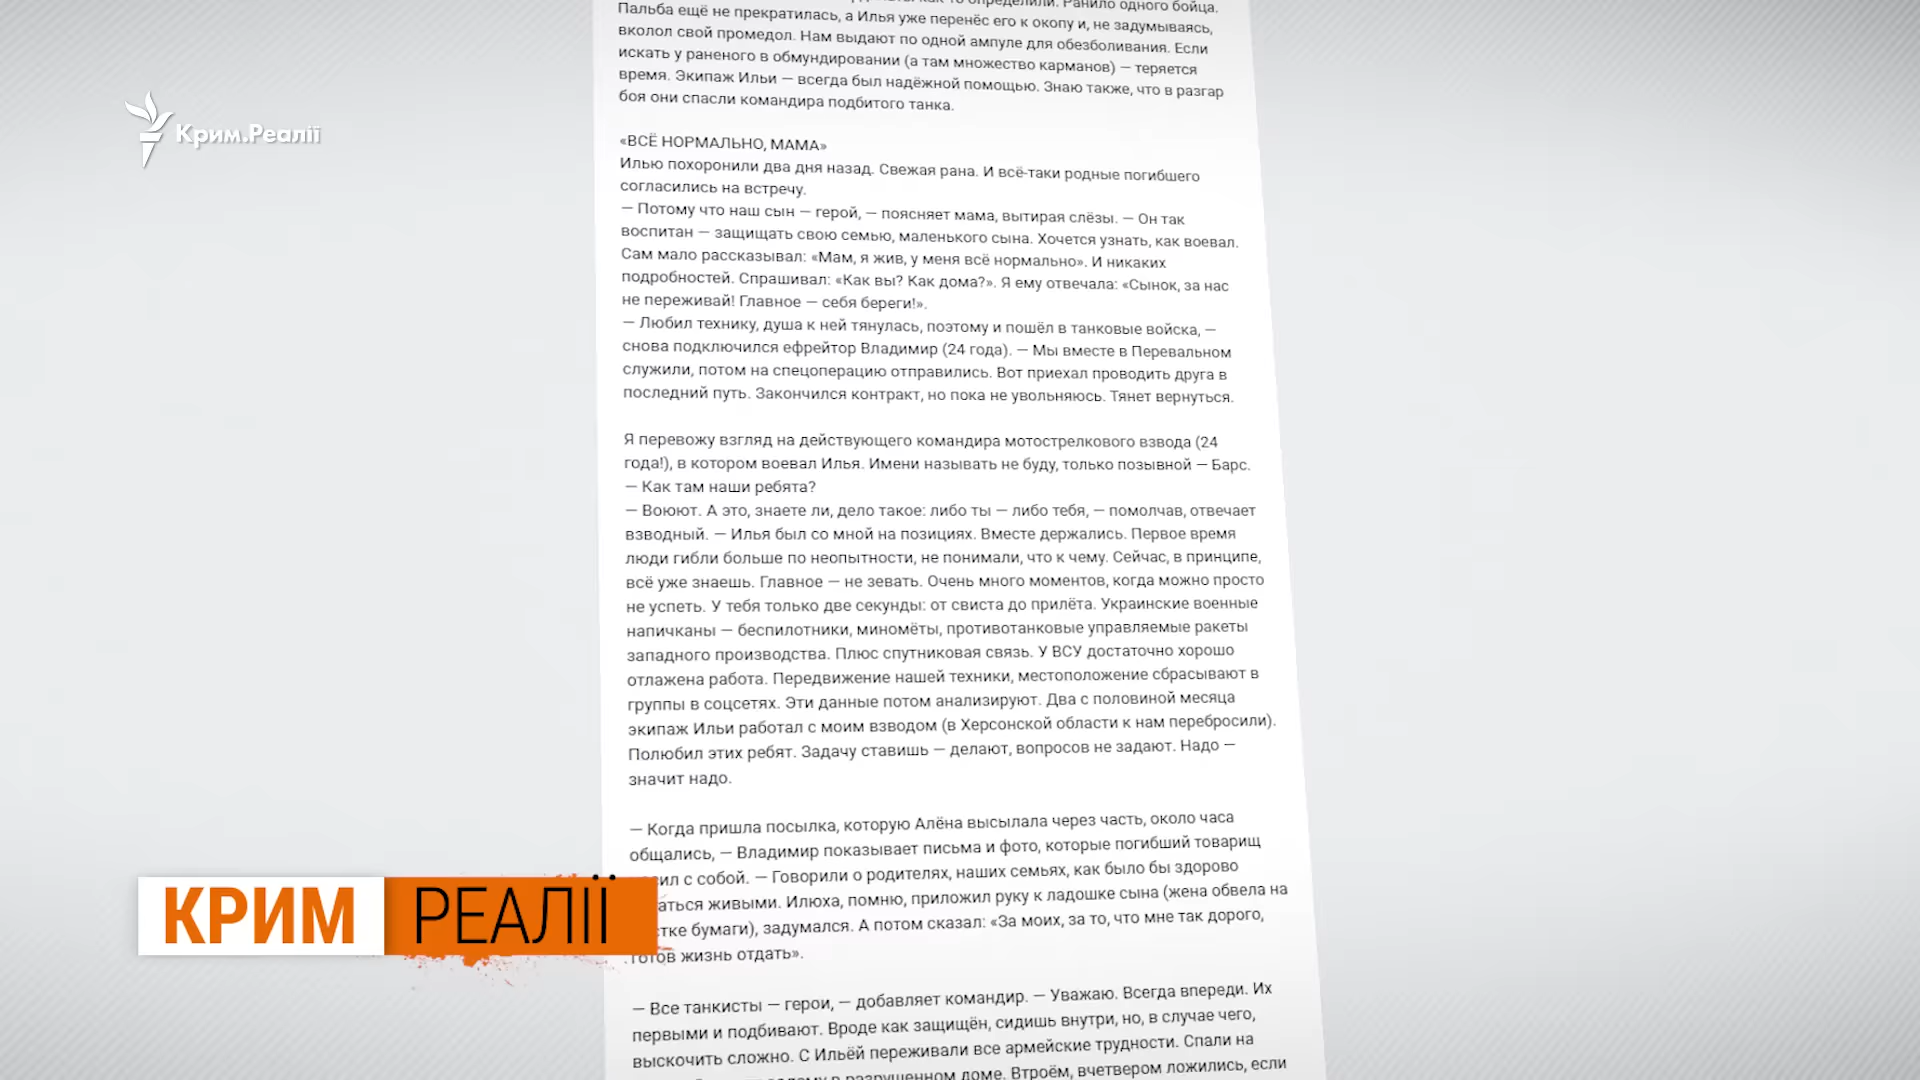 определили. Ранило одного бойца.
Пальба ещё не прекратилась, а Илья уже перенёс его к окопу и, не задумываясь,
вколол свой промедол. Нам выдают по одной ампуле для обезболивания. Если
искать у раненого в обмундировании (а там множество карманов) — теряется
время. Экипаж Ильи — всегда был надёжной помощью. Знаю также, что в разгар
боя они спасли командира подбитого танка.
Крим.Реалії
«ВСЁ НОРМАЛЬНО, МАМА»
Илью похоронили два дня назад. Свежая рана. И всё-таки родные погибшего
согласились на встречу.
— Потому что наш сын — герой, — поясняет мама, вытирая слёзы. — Он так
воспитан — защищать свою семью, маленького сына. Хочется узнать, как воевал.
Сам мало рассказывал: «Мам, я жив, у меня всё нормально». И никаких
подробностей. Спрашивал: «Как вы? Как дома?». Я ему отвечала: «Сынок, за нас
не переживай! Главное — себя береги!».
— Любил технику, душа к ней тянулась, поэтому и пошёл в танковые войска, —
снова подключился ефрейтор Владимир (24 года). — Мы вместе в Перевальном
служили, потом на спецоперацию отправились. Вот приехал проводить друга в
последний путь. Закончился контракт, но пока не увольняюсь. Тянет вернуться.
Я перевожу взгляд на действующего командира мотострелкового взвода (24
года!), в котором воевал Илья. Имени называть не буду, только позывной — Барс.
— Как там наши ребята?
— Воюют. А это, знаете ли, дело такое: либо ты — либо тебя, — помолчав, отвечает
взводный. — Илья был со мной на позициях. Вместе держались. Первое время
люди гибли больше по неопытности, не понимали, что к чему. Сейчас, в принципе,
всё уже знаешь. Главное — не зевать. Очень много моментов, когда можно просто
не успеть. У тебя только две секунды: от свиста до прилёта. Украинские военные
напичканы — беспилотники, миномёты, противотанковые управляемые ракеты
западного производства. Плюс спутниковая связь. У ВСУ достаточно хорошо
отлажена работа. Передвижение нашей техники, местоположение сбрасывают в
группы в соцсетях. Эти данные потом анализируют. Два с половиной месяца
экипаж Ильи работал с моим взводом (в Херсонской области к нам перебросили).
Полюбил этих ребят. Задачу ставишь — делают, вопросов не задают. Надо —
значит надо.
— Когда пришла посылка, которую Алёна высылала через часть, около часа
общались, — Владимир показывает письма и фото, которые погибший товарищ
с собой. — Говорили о родителях, наших семьях, как было бы здорово
живыми. Илюха, помню, приложил руку к ладошке сына (жена обвела на
бумаги), задумался. А потом сказал: «За моих, за то, что мне так дорого,
готов жизнь отдать».
КРИМ РЕАЛІЇ
— Все танкисты — герои, — добавляет командир. — Уважаю. Всегда впереди. Их
первыми и подбивают. Вроде как защищён, сидишь внутри, но, в случае чего,
выскочить сложно. С Ильёй переживали все армейские трудности. Спали на
в разрушенном доме. Втроём, вчетвером ложились, если